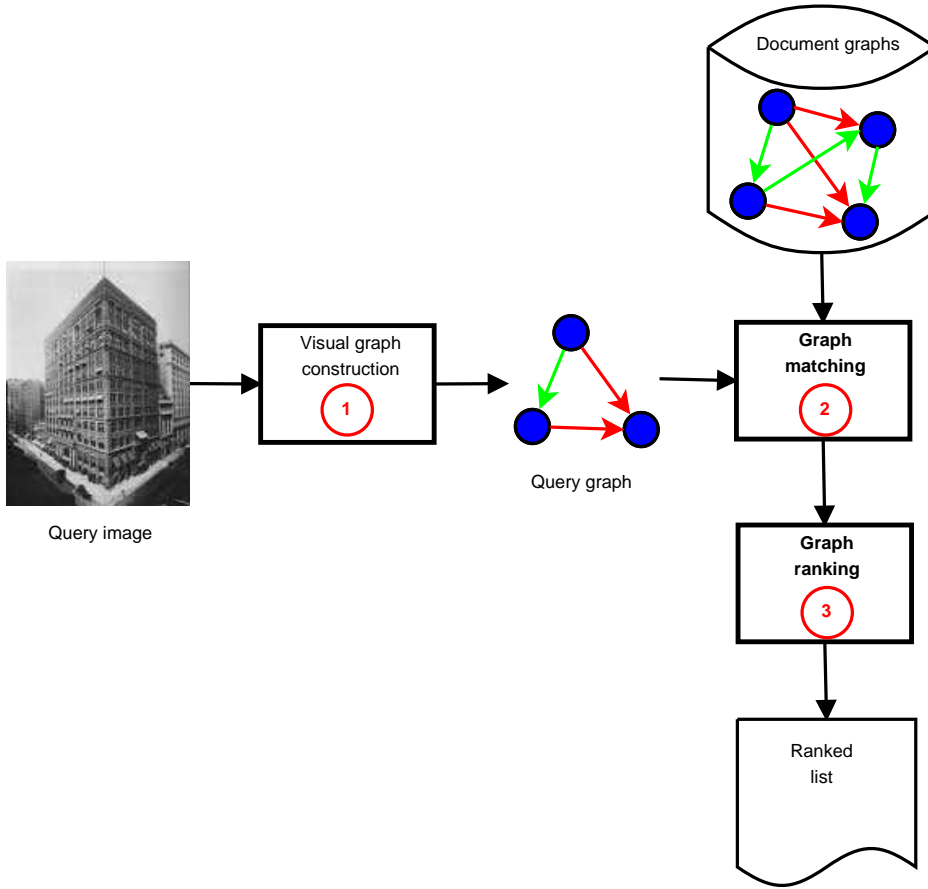 Document graphs
Visual graph
construction
1
Graph
matching
2
Query graph
Query image
Graph
ranking
3
Ranked
list